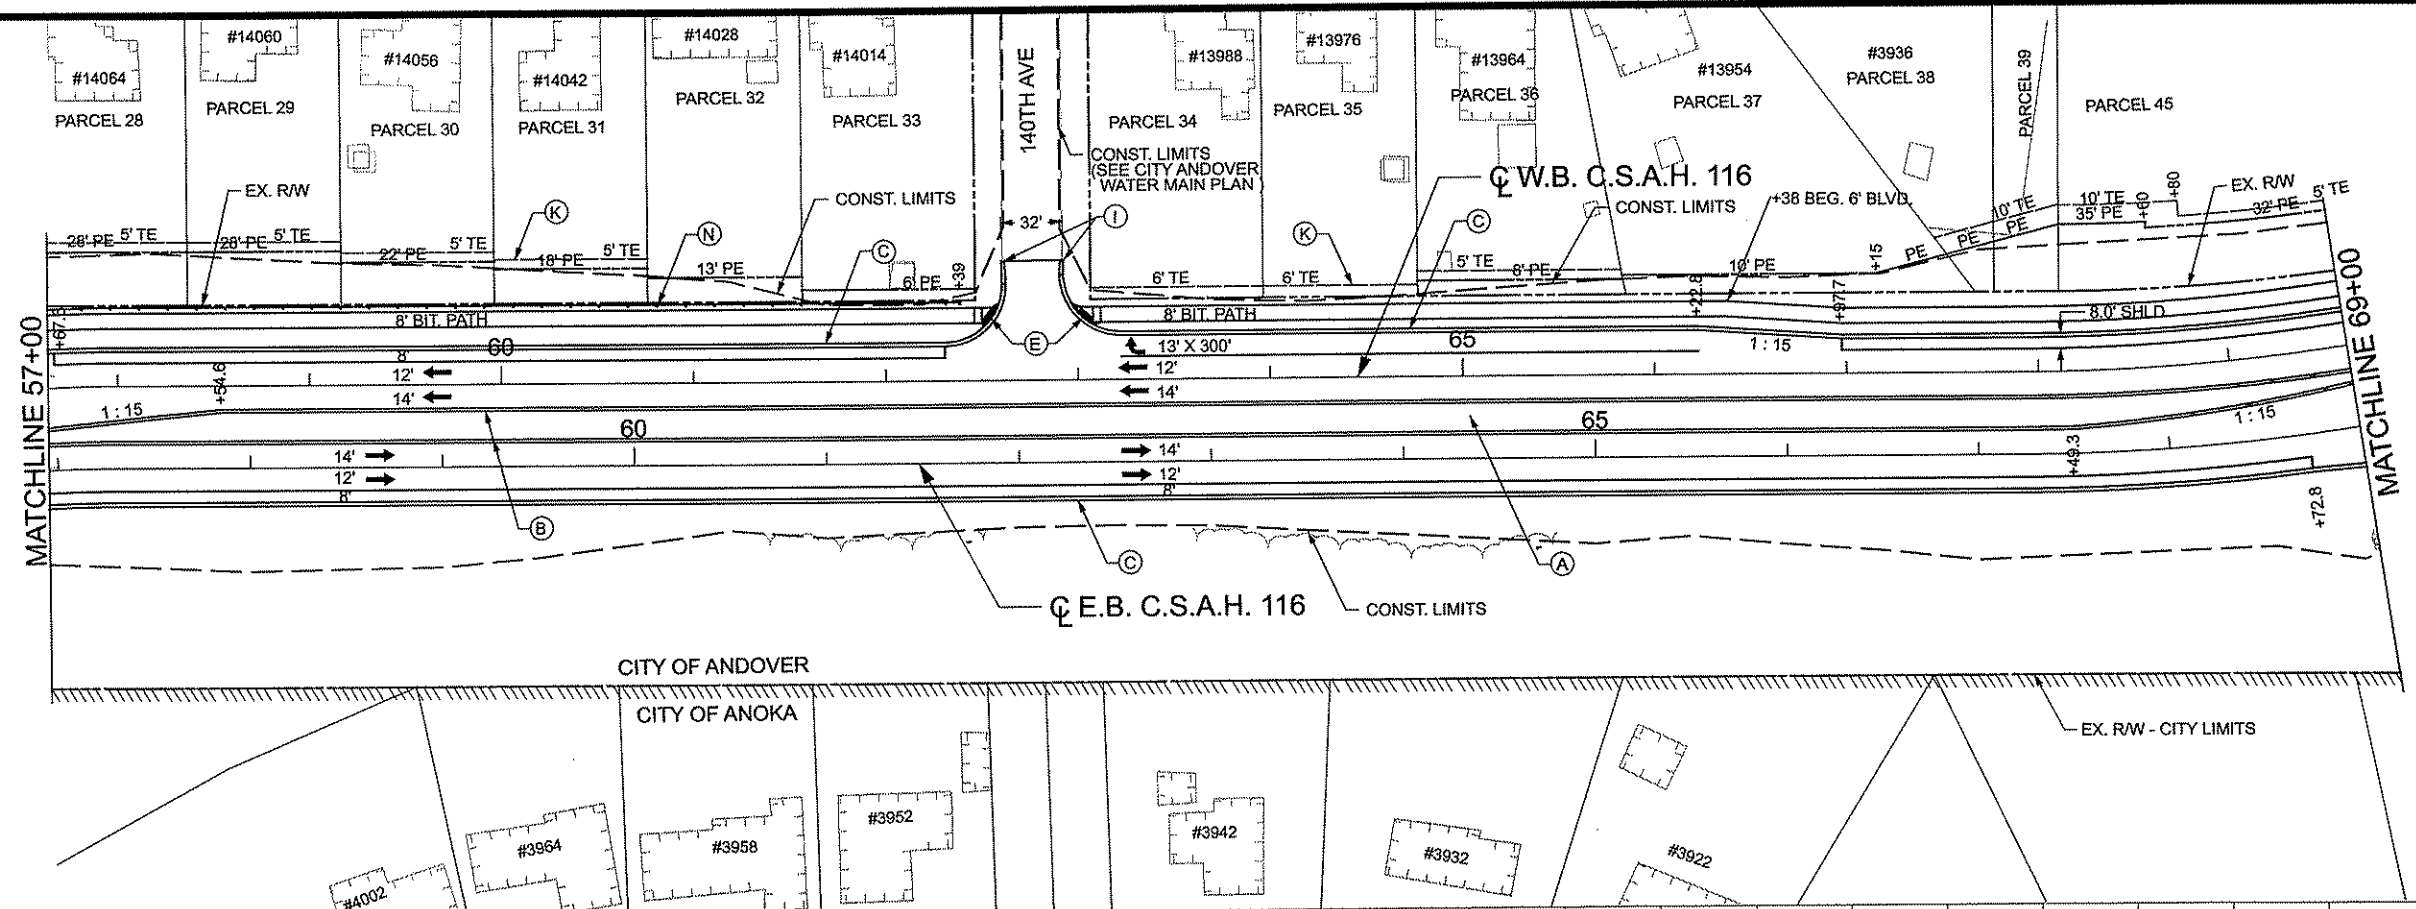 #14064
PARCEL 28
#14060
PARCEL 29
#14056
PARCEL 30
#14042
PARCEL 31
#14028
PARCEL 32
#14014
PARCEL 33
140TH AVE
PARCEL 34
#13988
#13976
PARCEL 35
#13964
PARCEL 36
#13954
PARCEL 37
#3936
PARCEL 38
PARCEL 39
PARCEL 45
CONST. LIMITS
(SEE CITY ANDOVER
WATER MAIN PLAN )
EX. R/W
K
N
CONST. LIMITS
C
I
32'
K
℄ W.B. C.S.A.H. 116
C
CONST. LIMITS
+38 BEG. 6' BLVD.
EX. R/W
28' PE
5' TE
28' PE
5' TE
22' PE
5' TE
18' PE
5' TE
13' PE
6' PE
+39
6' TE
6' TE
5' TE
8' PE
10' PE
+15
PE
PE
PE
10' TE
10' TE
35' PE
+60
+80
32' PE
5' TE
+22.8
+97.7
8' BIT. PATH
8' BIT. PATH
8.0' SHLD
E
60
65
8'
12'
14'
13' X 300'
12'
14'
1 : 15
1 : 15
+54.6
60
65
1 : 15
+49.3
14'
12'
8'
14'
12'
8'
+72.8
MATCHLINE 57+00
MATCHLINE 69+00
B
C
A
℄ E.B. C.S.A.H. 116
CONST. LIMITS
CITY OF ANDOVER
CITY OF ANOKA
EX. R/W - CITY LIMITS
#4002
#3964
#3958
#3952
#3942
#3932
#3922